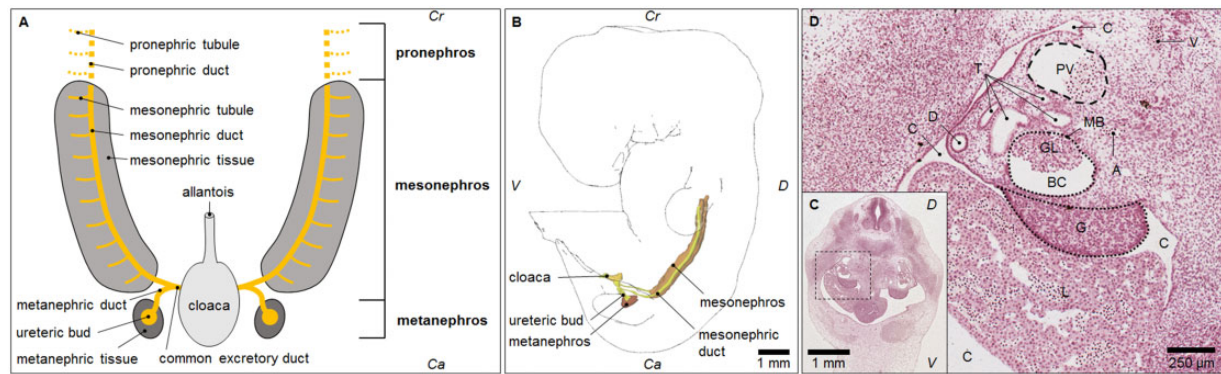 A
Cr
pronephric tubule
pronephric duct
pronephros
mesonephric tubule
mesonephric duct
mesonephric tissue
allantois
mesonephros
cloaca
metanephric duct
ureteric bud
metanephric tissue
common excretory duct
metanephros
Ca
B
Cr
V
D
cloaca
ureteric bud
metanephros
mesonephros
mesonephric
duct
Ca
1 mm
D
C
V
PV
T
D
C
MB
GL
A
BC
G
C
L
C
250 µm
C
D
1 mm
V